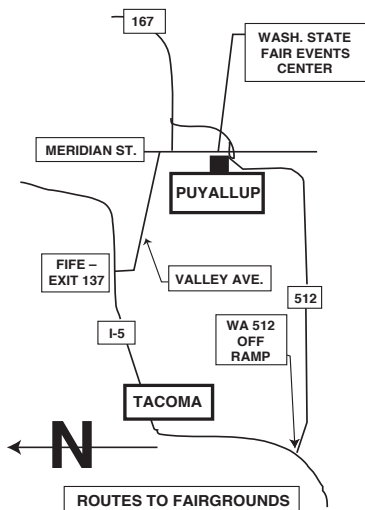 167
WASH. STATE
FAIR EVENTS
CENTER
MERIDIAN ST.
PUYALLUP
FIFE –
EXIT 137
VALLEY AVE.
512
I-5
WA 512
OFF
RAMP
TACOMA
N
ROUTES TO FAIRGROUNDS